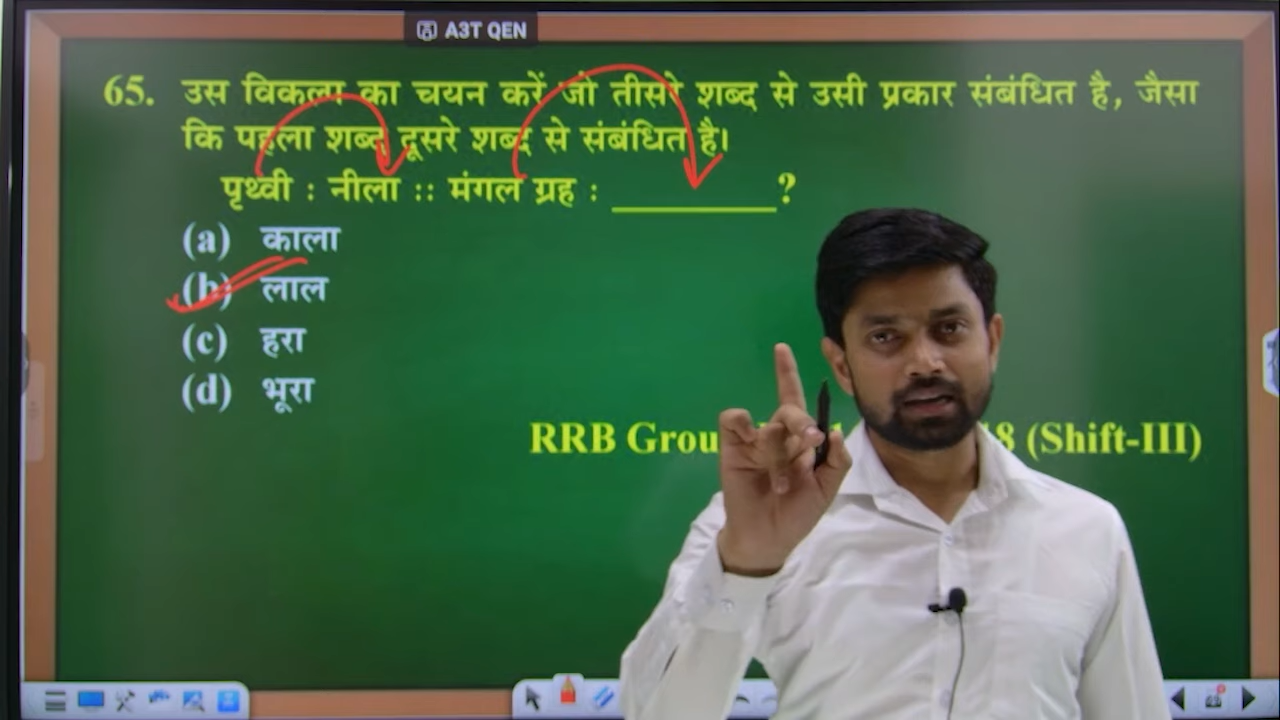 A3T QEN
65. उस विकला का चयन करें जो तीसरे शब्द से उसी प्रकार संबंधित है, जैसा
कि पहला शब्द दूसरे शब्द से संबंधित है।
पृथ्वी : नीला :: मंगल ग्रह : ________?
(a) काला
(b) लाल
(c) हरा
(d) भूरा
RRB (Shift-III)